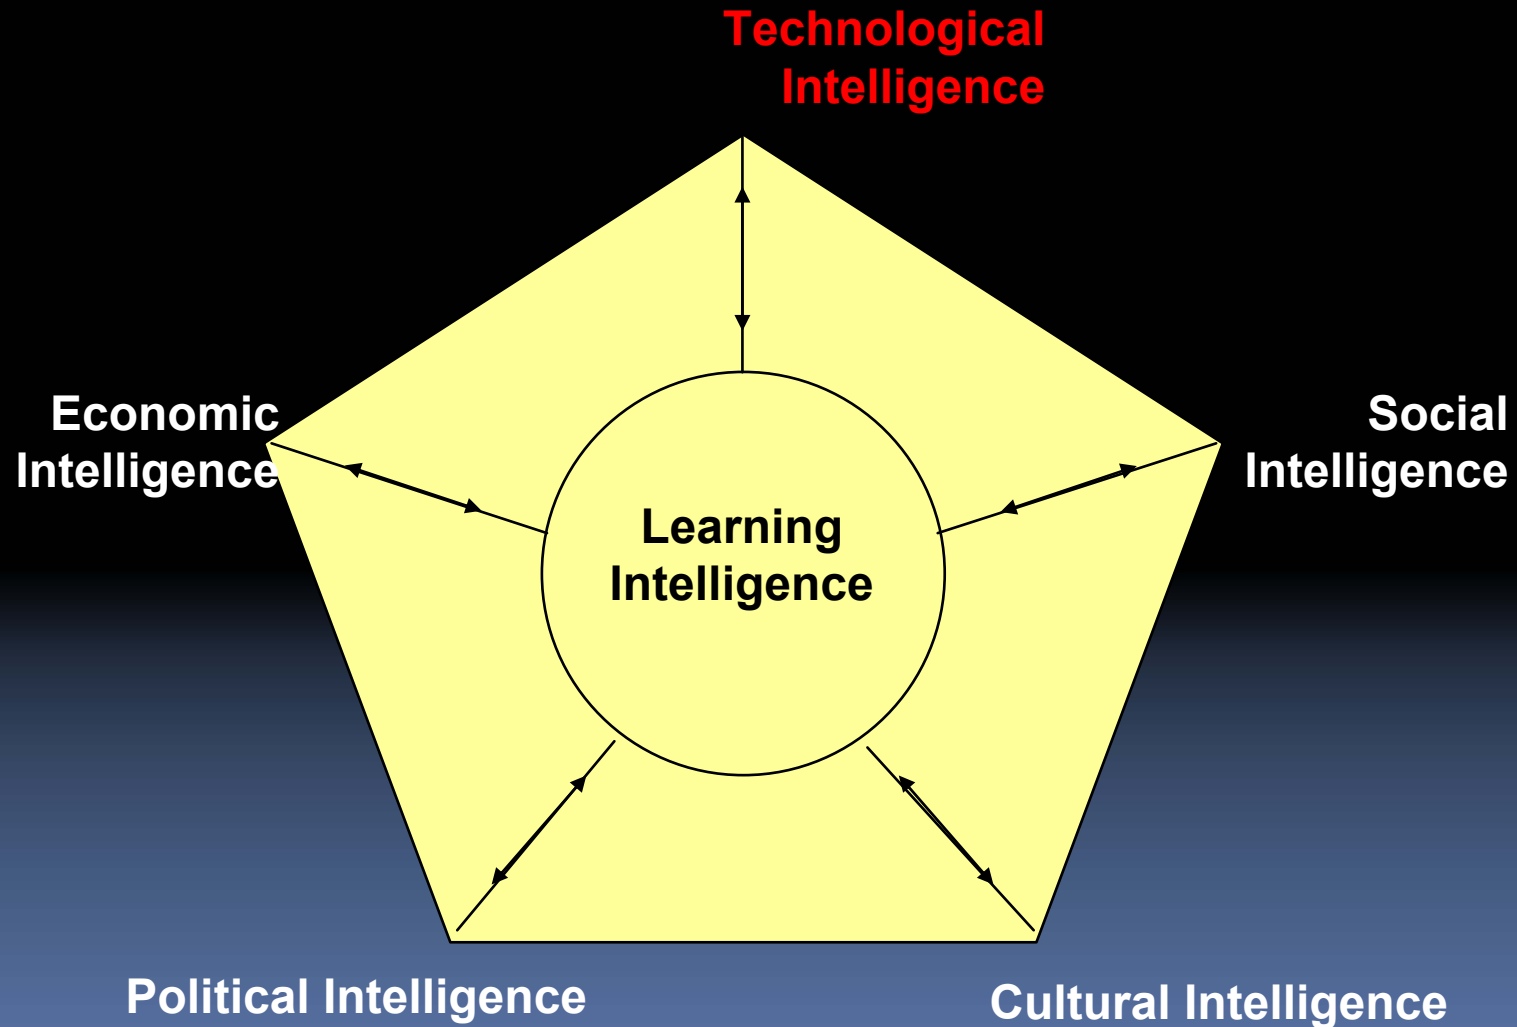 Technological
Intelligence
Economic
Intelligence
Social
Intelligence
Learning
Intelligence
Political Intelligence
Cultural Intelligence